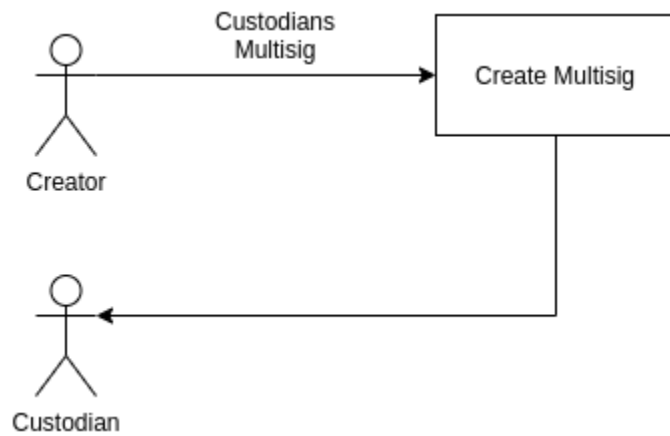 Custodians
Multisig
Create Multisig
Creator
Custodian